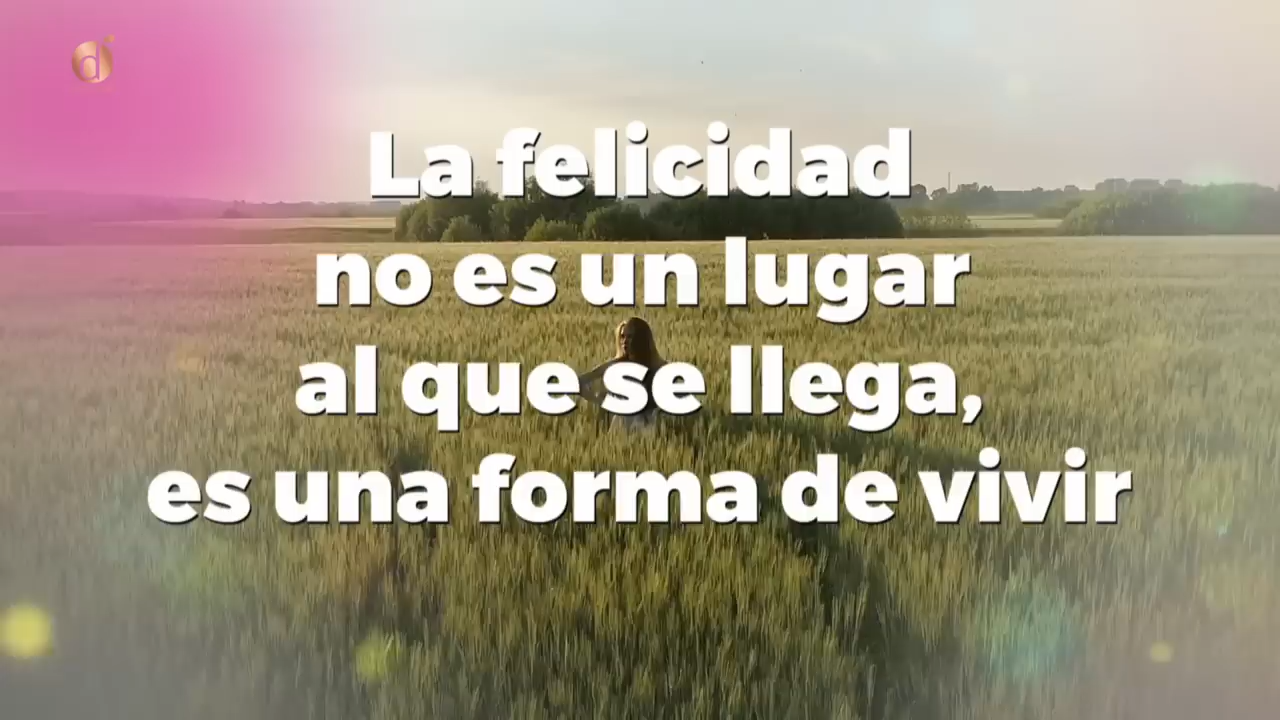 La felicidad
no es un lugar
al que se llega,
es una forma de vivir